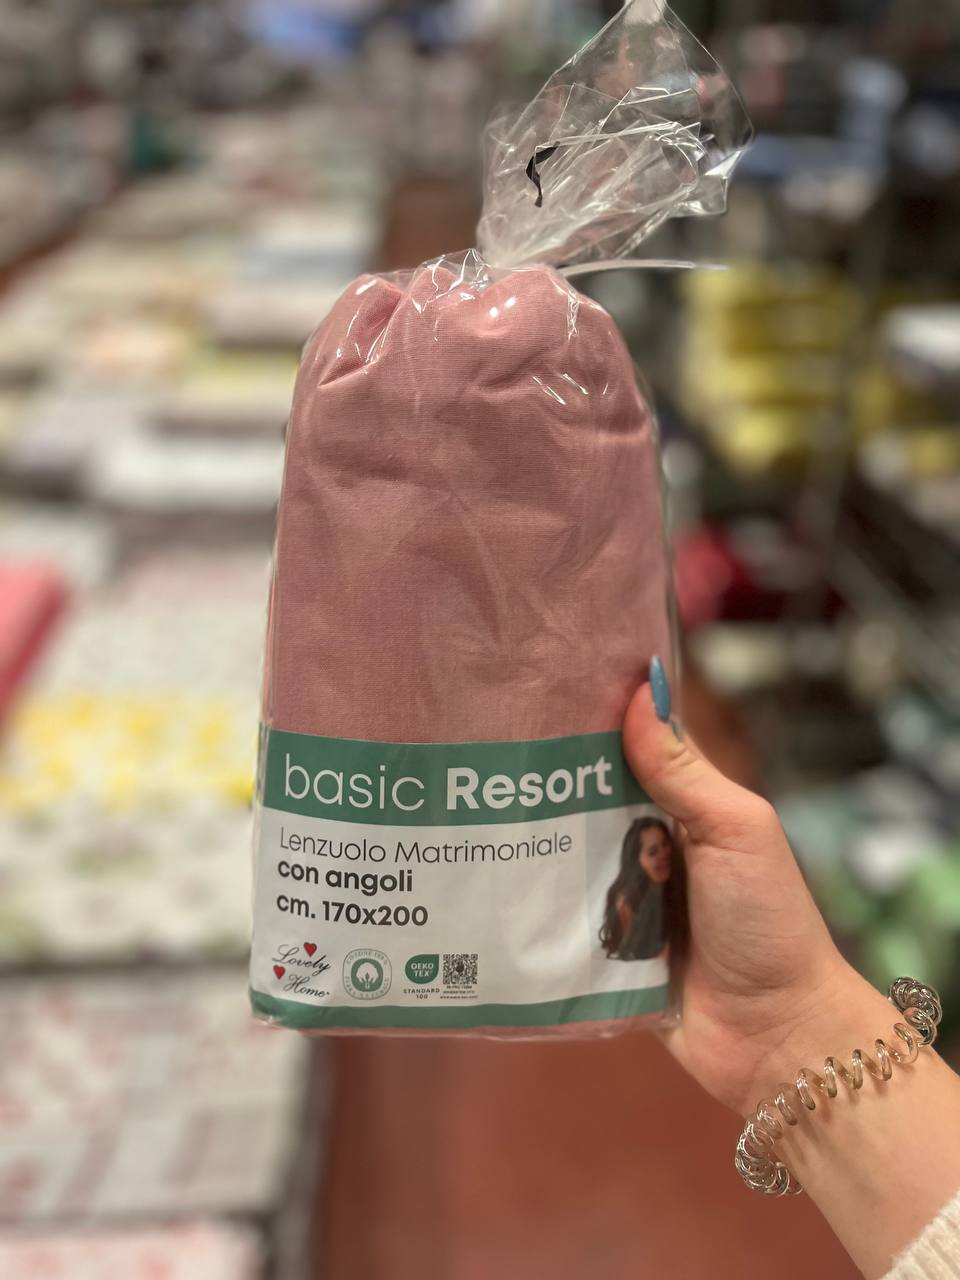 basic Resort
Lenzuolo Matrimoniale
con angoli
cm. 170x200
Lovely
Home
OEKO
TEX
STANDARD
100